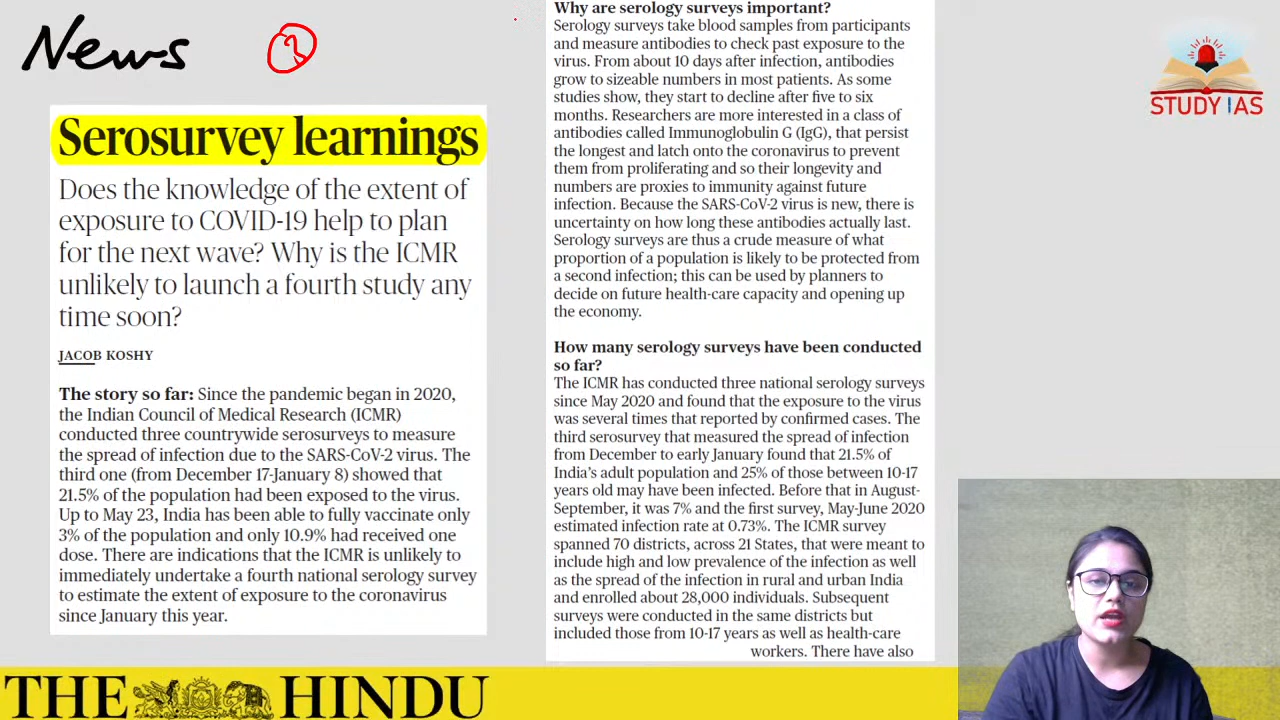 News
2
Serosurvey learnings
Does the knowledge of the extent of
exposure to COVID-19 help to plan
for the next wave? Why is the ICMR
unlikely to launch a fourth study any
time soon?
JACOB KOSHY
The story so far: Since the pandemic began in 2020,
the Indian Council of Medical Research (ICMR)
conducted three countrywide serosurveys to measure
the spread of infection due to the SARS-CoV-2 virus. The
third one (from December 17-January 8) showed that
21.5% of the population had been exposed to the virus.
Up to May 23, India has been able to fully vaccinate only
3% of the population and only 10.9% had received one
dose. There are indications that the ICMR is unlikely to
immediately undertake a fourth national serology survey
to estimate the extent of exposure to the coronavirus
since January this year.
Why are serology surveys important?
Serology surveys take blood samples from participants
and measure antibodies to check past exposure to the
virus. From about 10 days after infection, antibodies
grow to sizeable numbers in most patients. As some
studies show, they start to decline after five to six
months. Researchers are more interested in a class of
antibodies called Immunoglobulin G (IgG), that persist
the longest and latch onto the coronavirus to prevent
them from proliferating and so their longevity and
numbers are proxies to immunity against future
infection. Because the SARS-CoV-2 virus is new, there is
uncertainty on how long these antibodies actually last.
Serology surveys are thus a crude measure of what
proportion of a population is likely to be protected from
a second infection; this can be used by planners to
decide on future health-care capacity and opening up
the economy.
How many serology surveys have been conducted
so far?
The ICMR has conducted three national serology surveys
since May 2020 and found that the exposure to the virus
was several times that reported by confirmed cases. The
third serosurvey that measured the spread of infection
from December to early January found that 21.5% of
India's adult population and 25% of those between 10-17
years old may have been infected. Before that in August-
September, it was 7% and the first survey, May-June 2020
estimated infection rate at 0.73%. The ICMR survey
spanned 70 districts, across 21 States, that were meant to
include high and low prevalence of the infection as well
as the spread of the infection in rural and urban India
and enrolled about 28,000 individuals. Subsequent
surveys were conducted in the same districts but
included those from 10-17 years as well as health-care
workers. There have also
STUDY IAS
THE HINDU